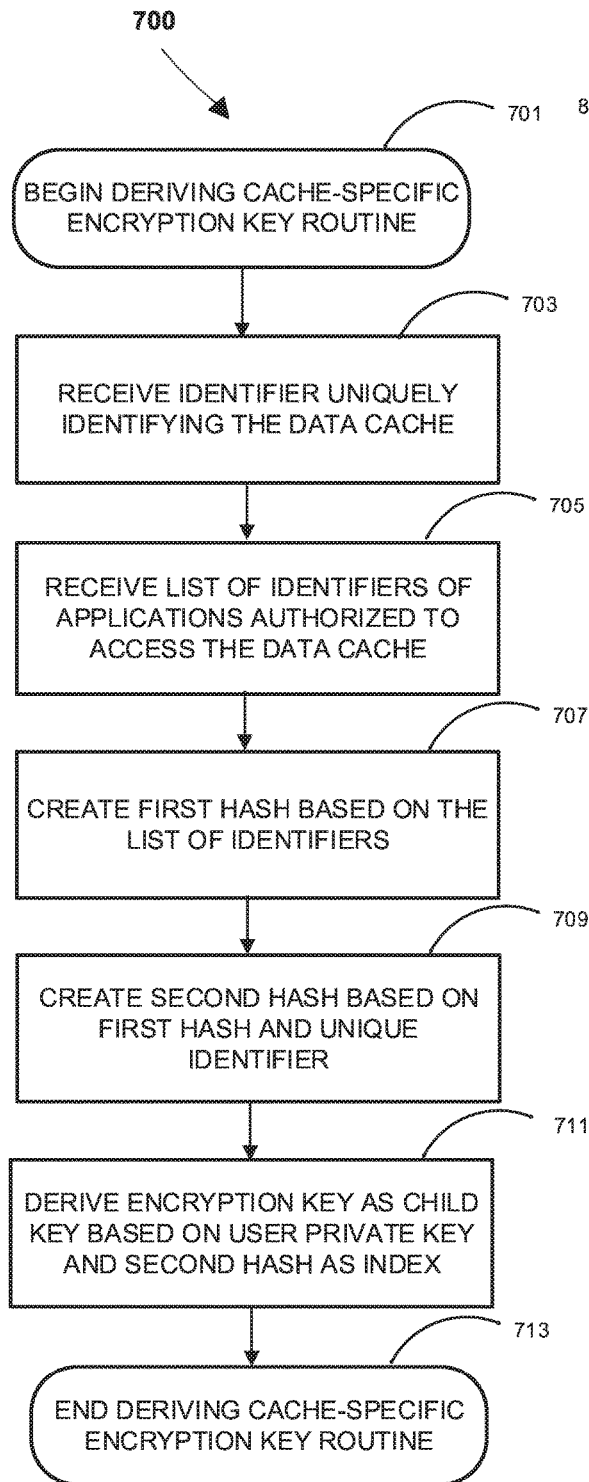 700
701 8
BEGIN DERIVING CACHE-SPECIFIC
ENCRYPTION KEY ROUTINE
703
RECEIVE IDENTIFIER UNIQUELY
IDENTIFYING THE DATA CACHE
705
RECEIVE LIST OF IDENTIFIERS OF
APPLICATIONS AUTHORIZED TO
ACCESS THE DATA CACHE
707
CREATE FIRST HASH BASED ON THE
LIST OF IDENTIFIERS
709
CREATE SECOND HASH BASED ON
FIRST HASH AND UNIQUE
IDENTIFIER
711
DERIVE ENCRYPTION KEY AS CHILD
KEY BASED ON USER PRIVATE KEY
AND SECOND HASH AS INDEX
713
END DERIVING CACHE-SPECIFIC
ENCRYPTION KEY ROUTINE